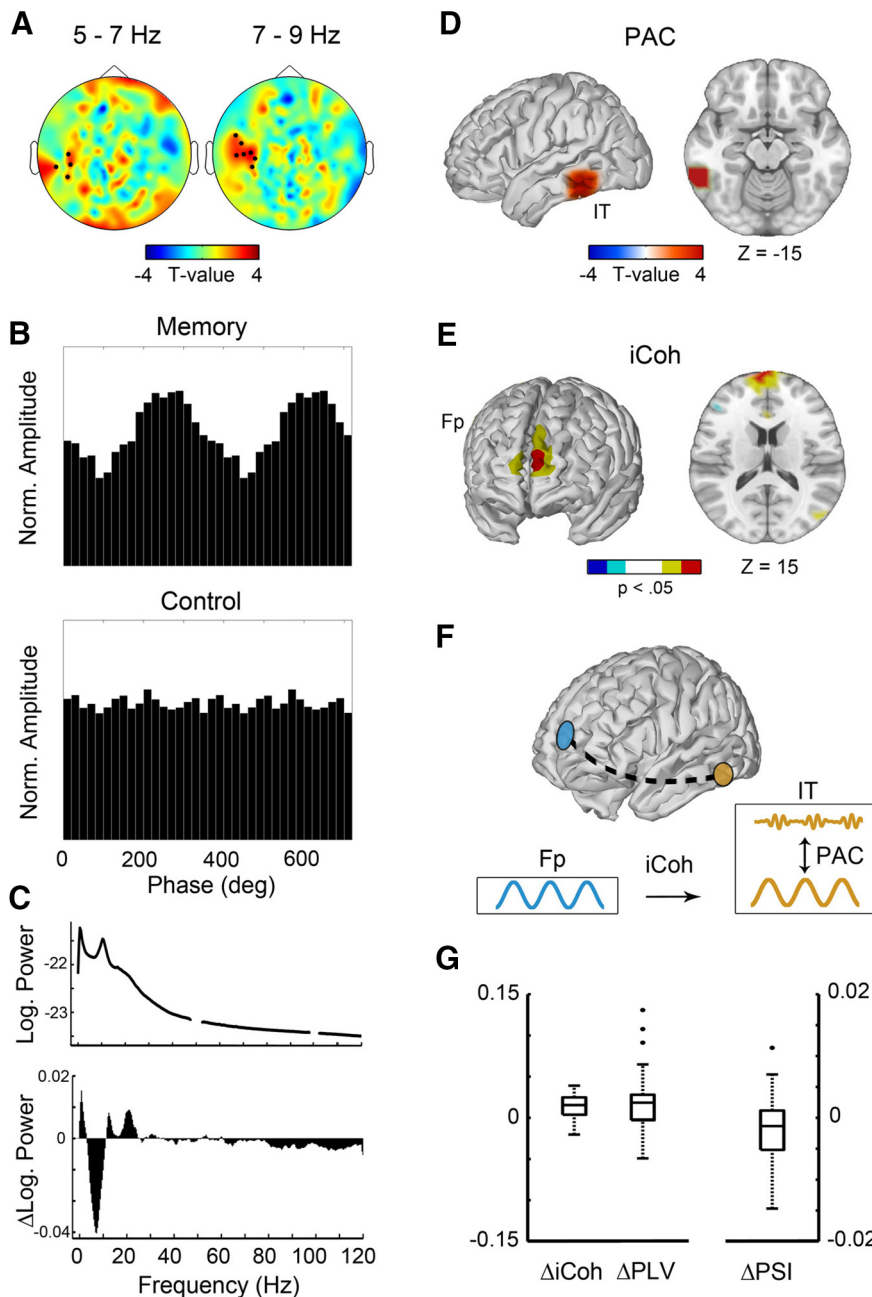 A
5 - 7 Hz
7 - 9 Hz
-4
T-value
4
B
Memory
Norm. Amplitude
Control
Norm. Amplitude
0
200
400
600
Phase (deg)
C
Log. Power
-22
-23
ΔLog. Power
0.02
0
-0.04
0
20
40
60
80
100
120
Frequency (Hz)
D
PAC
IT
-4
T-value
4
Z = -15
E
iCoh
Fp
p < .05
Z = 15
F
IT
Fp
iCoh
PAC
G
0.15
0
-0.15
0.02
0
-0.02
ΔiCoh
ΔPLV
ΔPSI